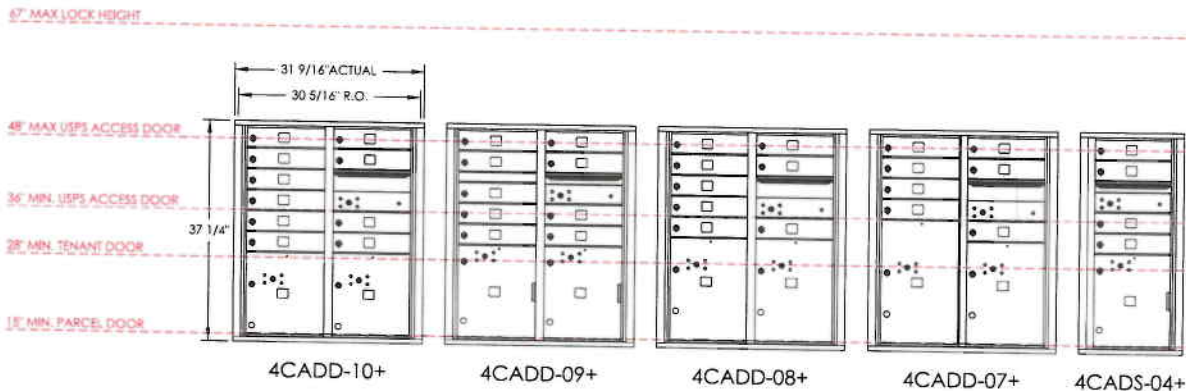 67" MAX LOCK HEIGHT
31 9/16" ACTUAL
30 5/16" R.O.
48" MAX USPS ACCESS DOOR
36" MIN. USPS ACCESS DOOR
37 1/4"
28" MIN. TENANT DOOR
15" MIN. PARCEL DOOR
4CADD-10+
4CADD-09+
4CADD-08+
4CADD-07+
4CADS-04+